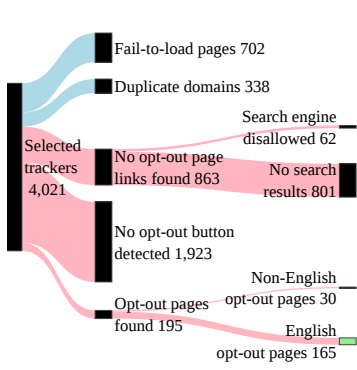 Fail-to-load pages 702
Duplicate domains 338
Search engine
disallowed 62
Selected
trackers
4,021
No opt-out page
links found 863
No search
results 801
No opt-out button
detected 1,923
Non-English
opt-out pages 30
Opt-out pages
found 195
English
opt-out pages 165